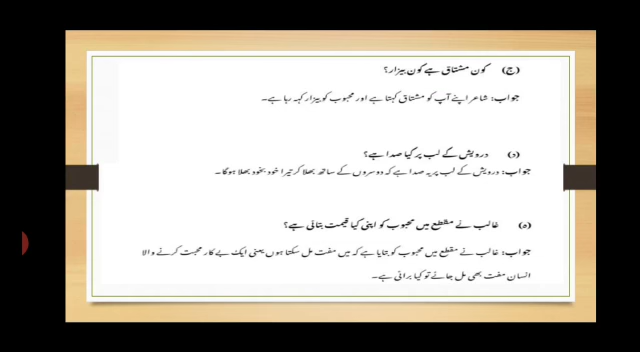 (ج) کون مشتاق ہے کون بیزار؟
جواب: شاعر اپنے آپ کو مشتاق کہتا ہے اور محبوب کو بیزار کہہ رہا ہے۔
(د) درویش کے لب پر کیا صدا ہے؟
جواب: درویش کے لب پر یہ صدا ہے کہ دوسروں کے ساتھ بھلا کر تیرا خود بخود بھلا ہوگا۔
(ہ) غالب نے مقطع میں محبوب کو اپنی کیا قیمت بتائی ہے؟
جواب: غالب نے مقطع میں محبوب کو بتایا ہے کہ میں مفت مل سکتا ہوں یعنی ایک بے کار محبت کرنے والا
انسان مفت بھی مل جائے تو کیا برائی ہے۔